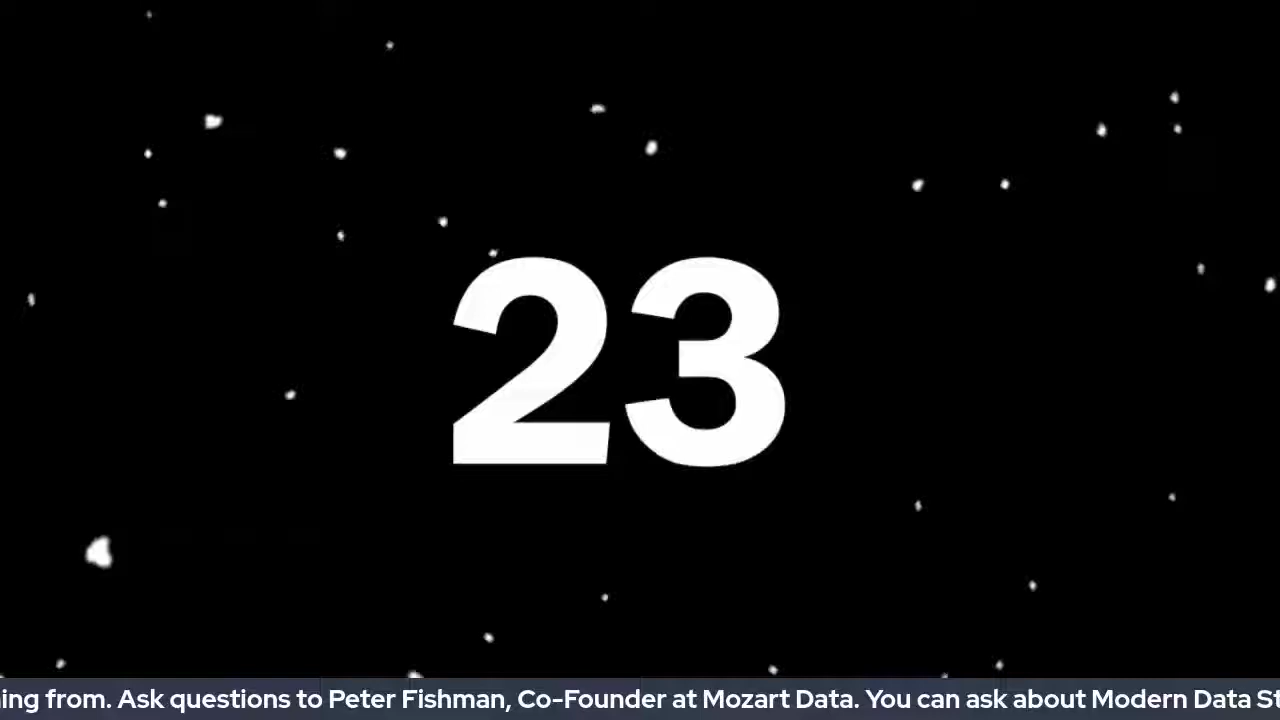 23
ing from. Ask questions to Peter Fishman, Co-Founder at Mozart Data. You can ask about Modern Data